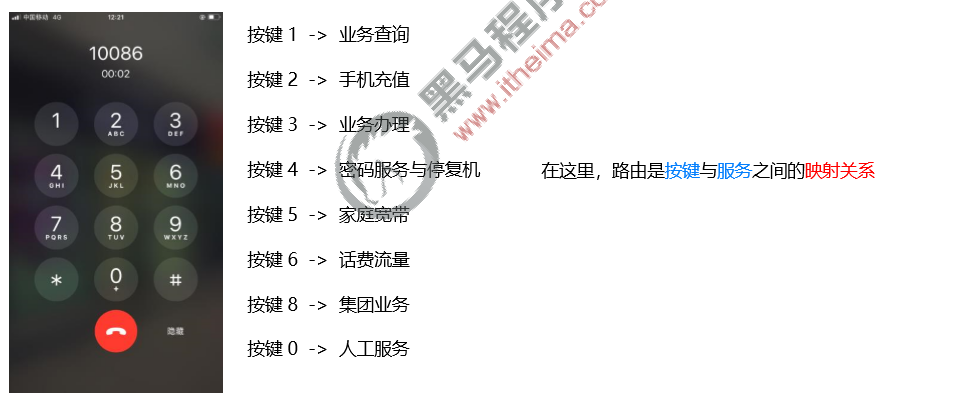 中国移动 4G 12:21
10086
00:02
1
2 ABC
3 DEF
4 GHI
5 JKL
6 MNO
7 PQRS
8 TUV
9 WXYZ
*
0 +
#
隐藏
按键 1 -> 业务查询
按键 2 -> 手机充值
按键 3 -> 业务办理
按键 4 -> 密码服务与停复机
按键 5 -> 家庭宽带
按键 6 -> 话费流量
按键 8 -> 集团业务
按键 0 -> 人工服务
在这里，路由是按键与服务之间的映射关系
黑马程序
www.itheima.co